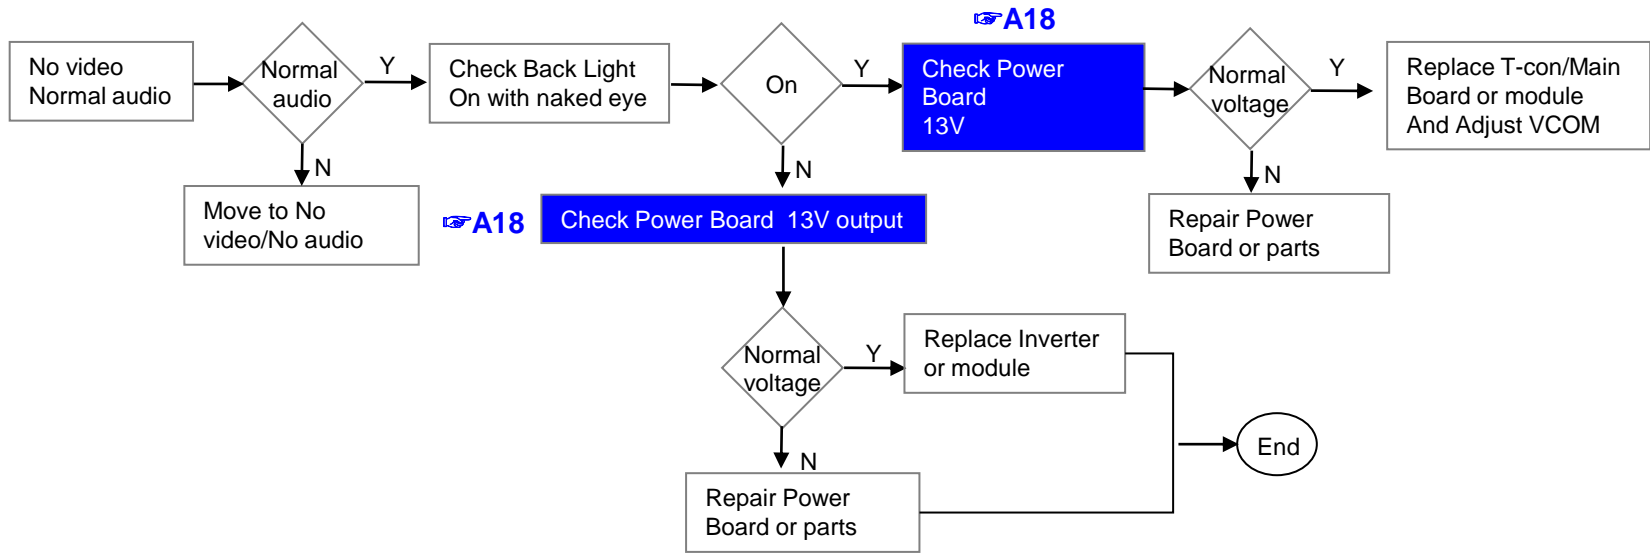 ☞A18
No video
Normal audio
Normal
audio
Y
Check Back Light
On with naked eye
On
Y
Check Power
Board
13V
Normal
voltage
Y
Replace T-con/Main
Board or module
And Adjust VCOM
N
Move to No
video/No audio
N
☞A18
Check Power Board 13V output
N
Repair Power
Board or parts
Normal
voltage
Y
Replace Inverter
or module
N
Repair Power
Board or parts
End